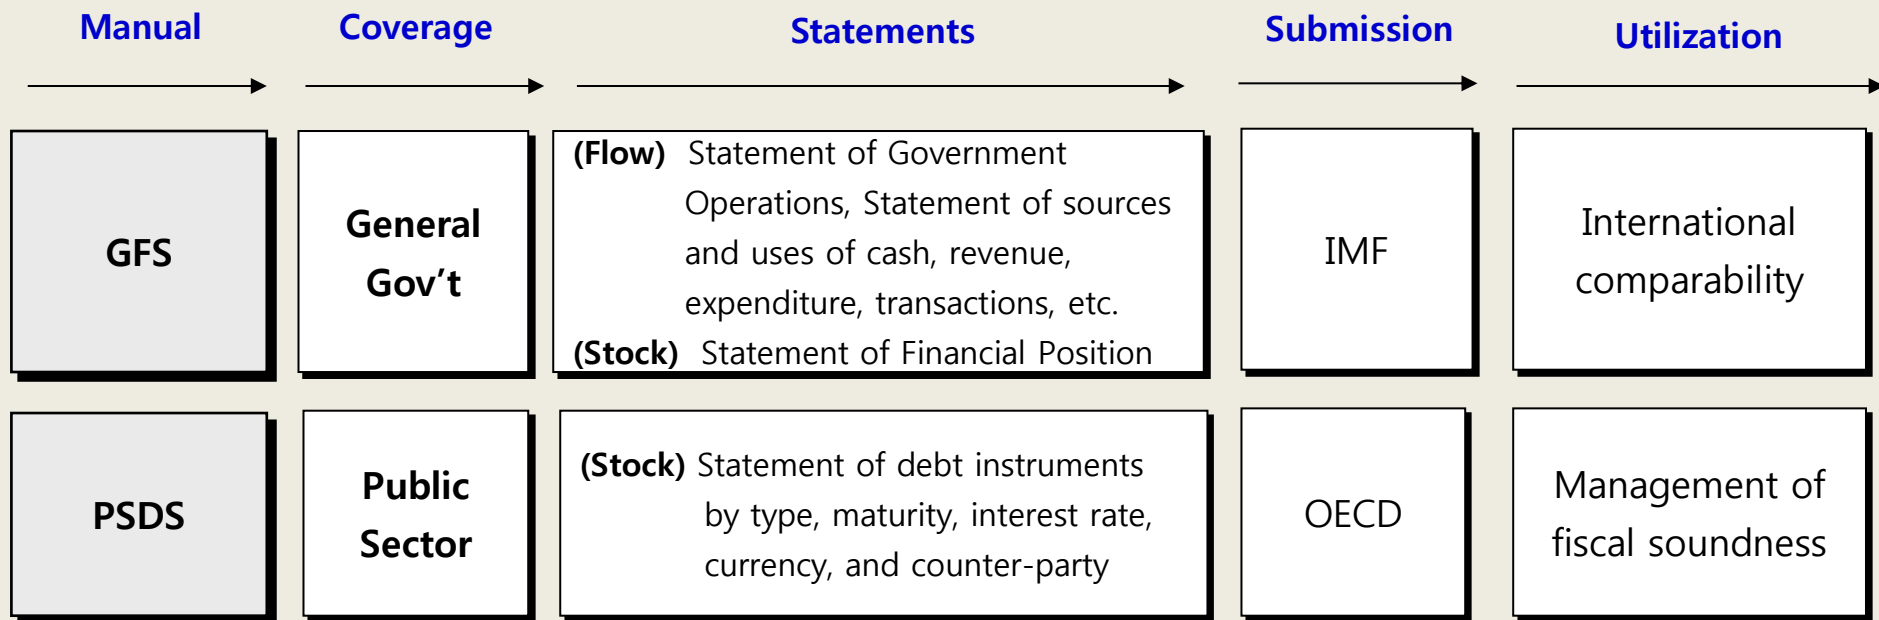 Manual
Coverage
Statements
Submission
Utilization
GFS
General
Gov’t
(Flow) Statement of Government
Operations, Statement of sources
and uses of cash, revenue,
expenditure, transactions, etc.
(Stock) Statement of Financial Position
IMF
International
comparability
PSDS
Public
Sector
(Stock) Statement of debt instruments
by type, maturity, interest rate,
currency, and counter-party
OECD
Management of
fiscal soundness